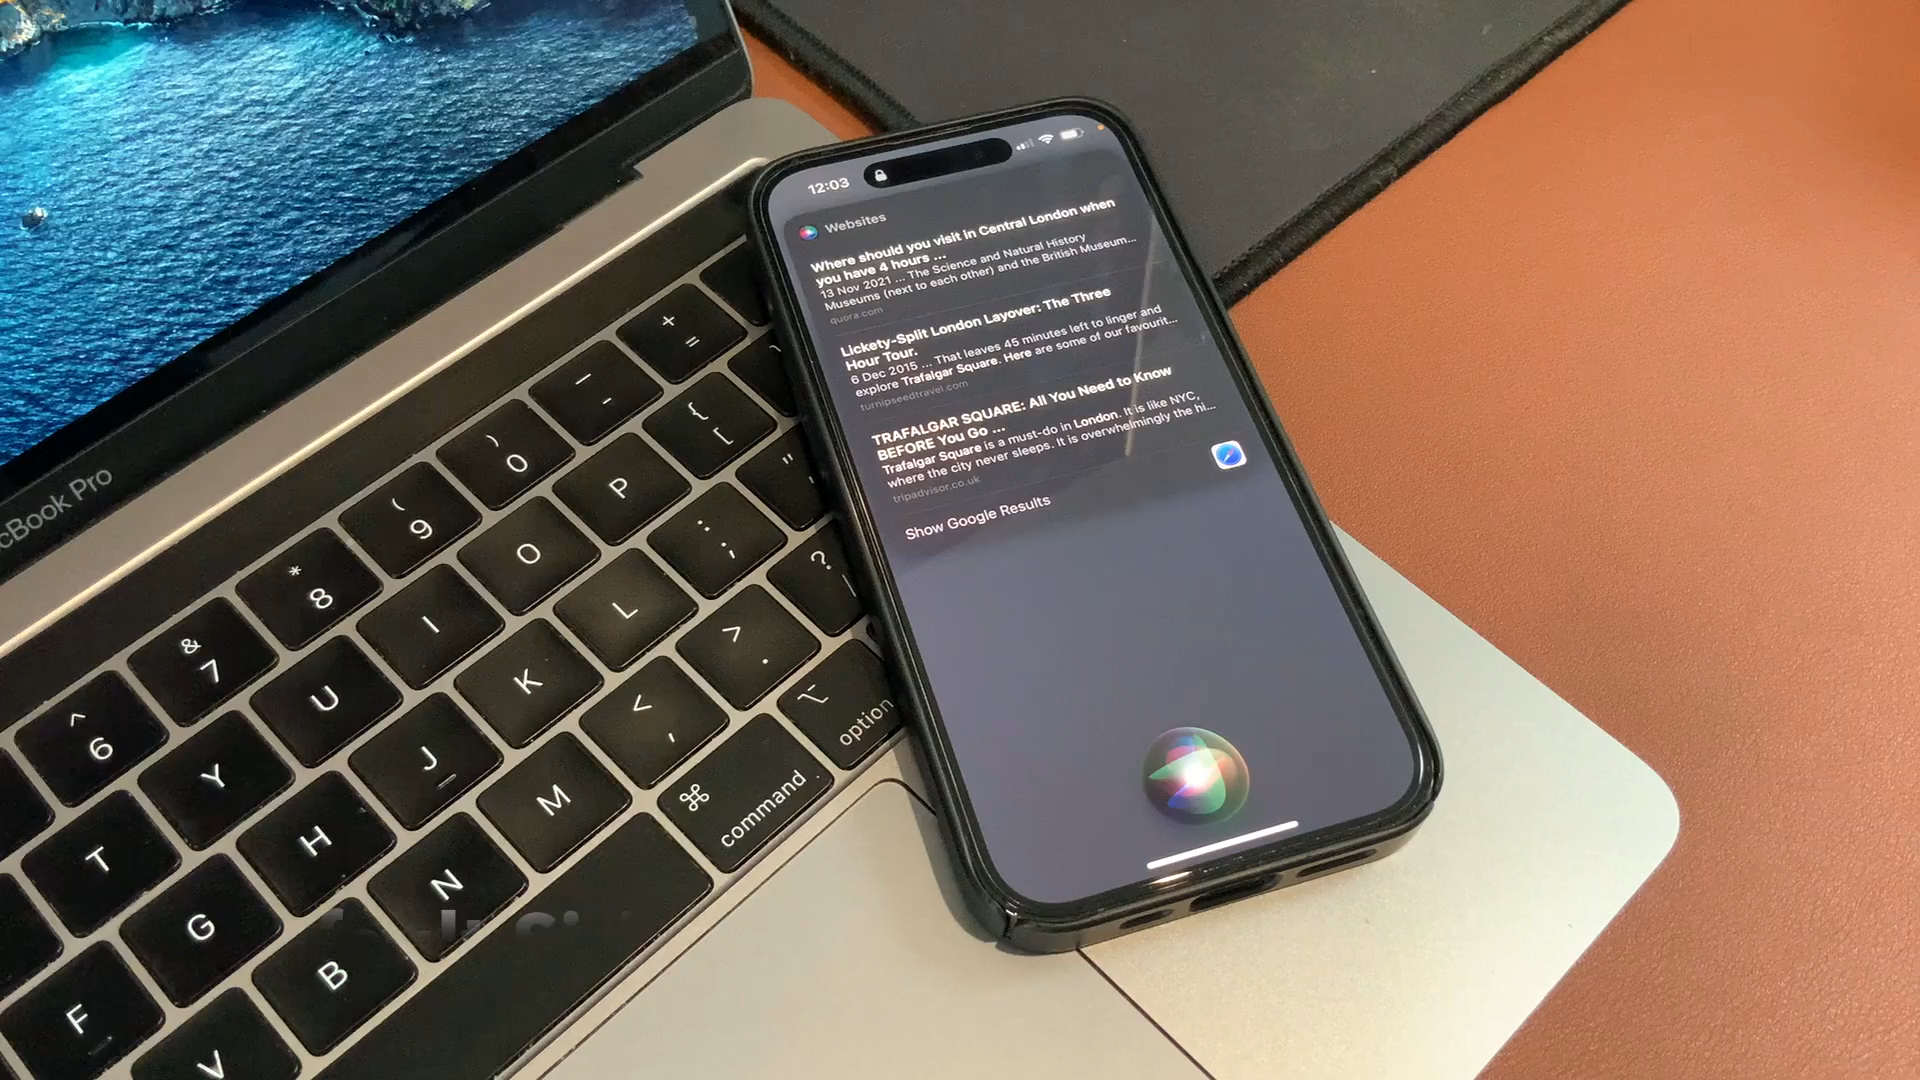 12:03
Websites
Where should you visit in Central London when
you have 4 hours ...
13 Nov 2021 ... The Science and Natural History
Museums (next to each other) and the British Museum...
quora.com
Lickety-Split London Layover: The Three
Hour Tour.
6 Dec 2015 ... That leaves 45 minutes left to linger and
explore Trafalgar Square. Here are some of our favourit...
turnipseedtravel.com
TRAFALGAR SQUARE: All You Need to Know
BEFORE You Go ...
Trafalgar Square is a must-do in London. It is like NYC,
where the city never sleeps. It is overwhelmingly the hi...
tripadvisor.co.uk
Show Google Results
cBook Pro
+
=
—
-
{
[
)
0
P
"
(
9
O
:
;
?
*
8
I
L
>
.
&
7
U
K
<
,
option
^
6
Y
J
M
⌘
command
T
H
N
G
B
F
V